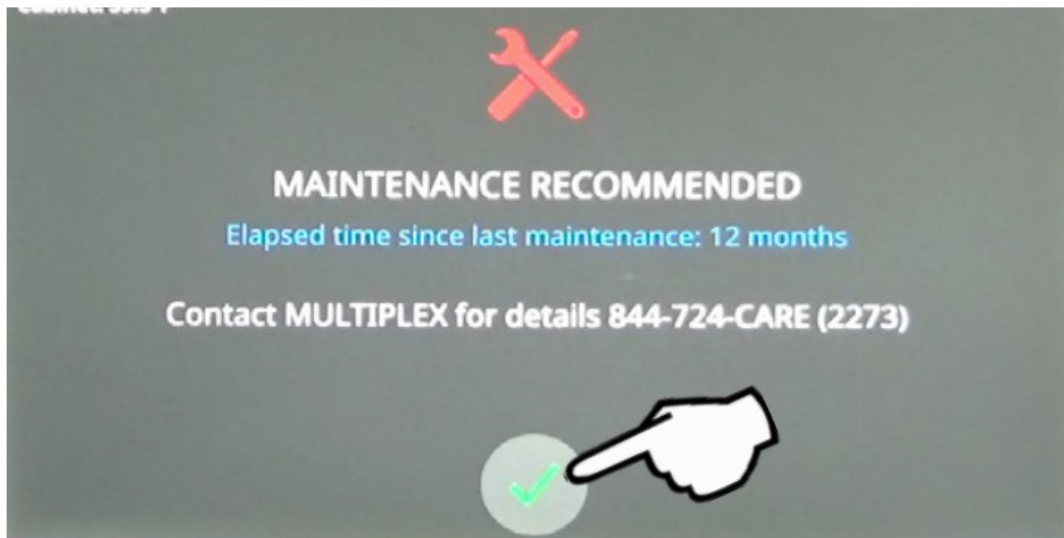 MAINTENANCE RECOMMENDED
Elapsed time since last maintenance: 12 months
Contact MULTIPLEX for details 844-724-CARE (2273)